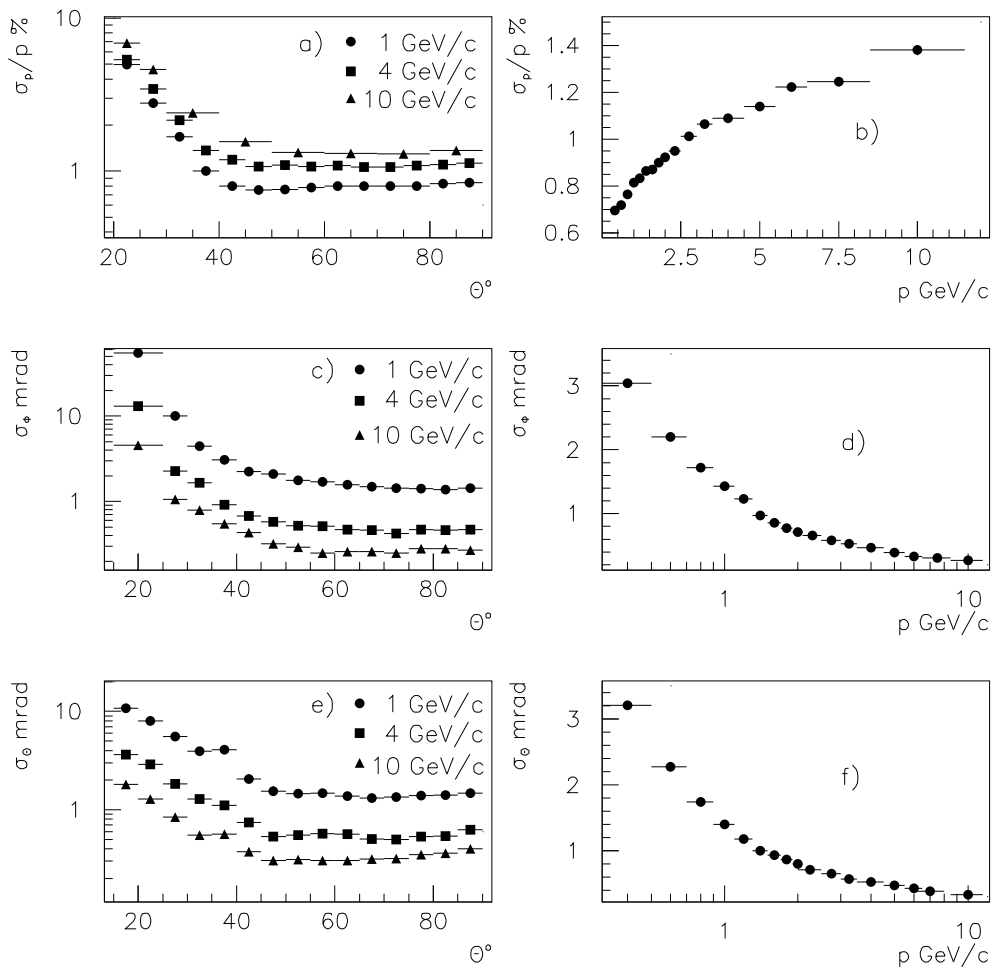 σp/p %
10
1
a)
1 GeV/c
4 GeV/c
10 GeV/c
20 40 60 80
Θ°
σp/p %
1.4
1.2
1
0.8
0.6
b)
2.5 5 7.5 10
p GeV/c
σϕ mrad
10
1
c)
1 GeV/c
4 GeV/c
10 GeV/c
20 40 60 80
Θ°
σϕ mrad
3
2
1
d)
1 10
p GeV/c
σΘ mrad
10
1
e)
1 GeV/c
4 GeV/c
10 GeV/c
20 40 60 80
Θ°
σΘ mrad
3
2
1
f)
1 10
p GeV/c